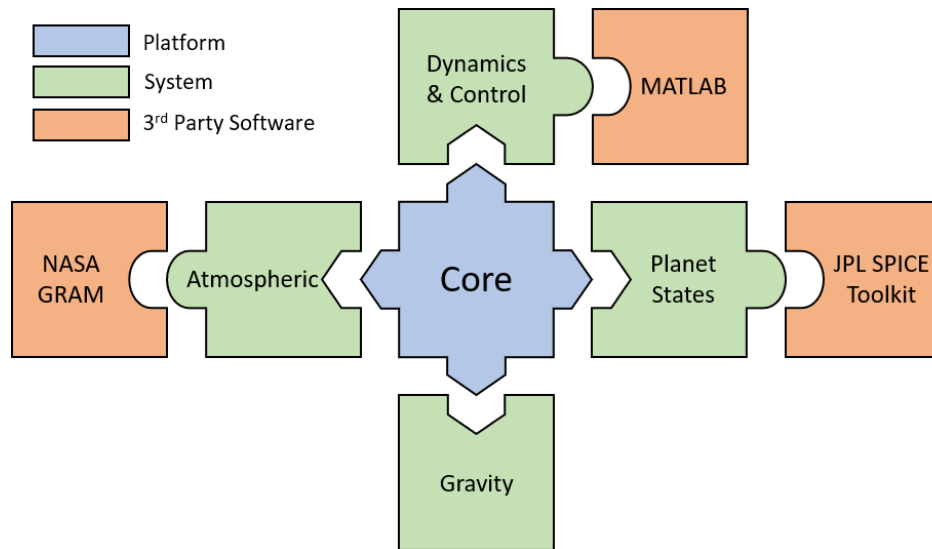 Platform
System
3rd Party Software
Dynamics
& Control
MATLAB
NASA
GRAM
Atmospheric
Core
Planet
States
JPL SPICE
Toolkit
Gravity